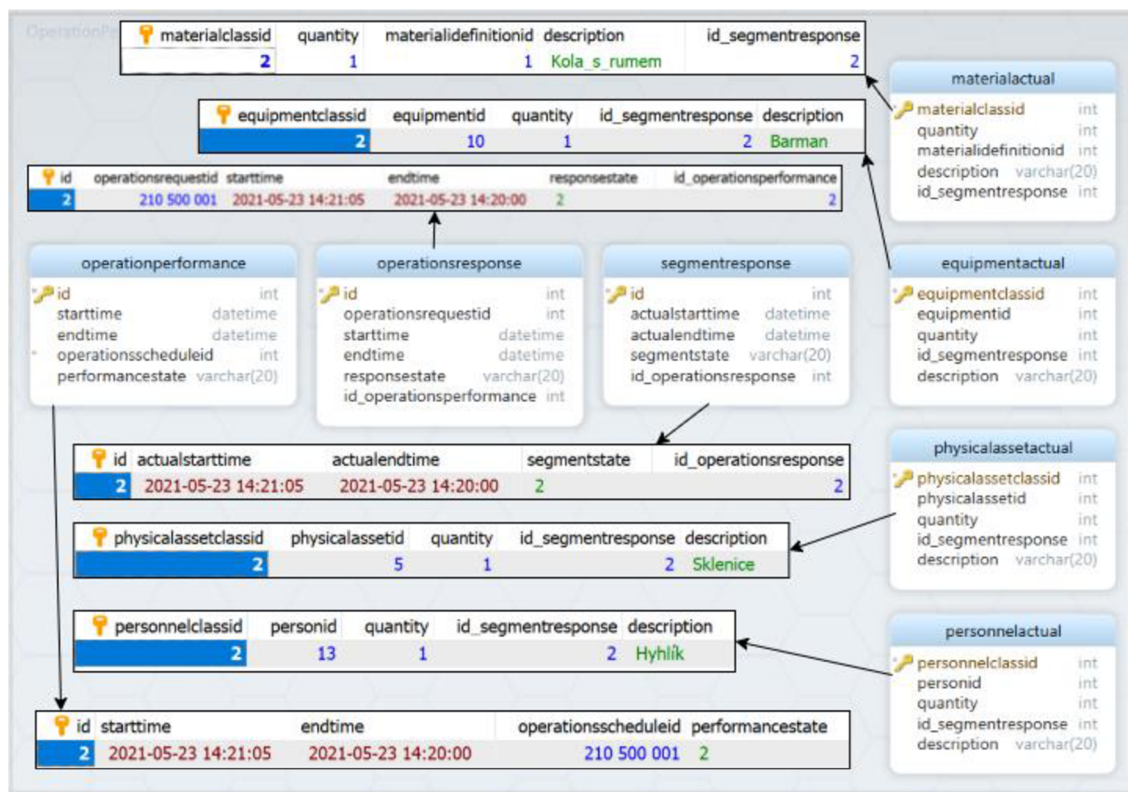 OperationPe
materialclassid quantity materialidefinitionid description id_segmentresponse
2 1 1 Kola_s_rumem 2
materialactual
materialclassid int
quantity int
materialidefinitionid int
description varchar(20)
id_segmentresponse int
equipmentclassid equipmentid quantity id_segmentresponse description
2 10 1 2 Barman
id operationsrequestid starttime endtime responsestate id_operationsperformance
2 210 500 001 2021-05-23 14:21:05 2021-05-23 14:20:00 2 2
operationperformance
id int
starttime datetime
endtime datetime
operationsscheduleid int
performancestate varchar(20)
operationsresponse
id int
operationsrequestid int
starttime datetime
endtime datetime
responsestate varchar(20)
id_operationsperformance int
segmentresponse
id int
actualstarttime datetime
actualendtime datetime
segmentstate varchar(20)
id_operationsresponse int
equipmentactual
equipmentclassid int
equipmentid int
quantity int
id_segmentresponse int
description varchar(20)
id actualstarttime actualendtime segmentstate id_operationsresponse
2 2021-05-23 14:21:05 2021-05-23 14:20:00 2 2
physicalassetactual
physicalassetclassid int
physicalassetid int
quantity int
id_segmentresponse int
description varchar(20)
physicalassetclassid physicalassetid quantity id_segmentresponse description
2 5 1 2 Sklenice
personnelclassid personid quantity id_segmentresponse description
2 13 1 2 Hyhlík
personnelactual
personnelclassid int
personid int
quantity int
id_segmentresponse int
description varchar(20)
id starttime endtime operationsscheduleid performancestate
2 2021-05-23 14:21:05 2021-05-23 14:20:00 210 500 001 2